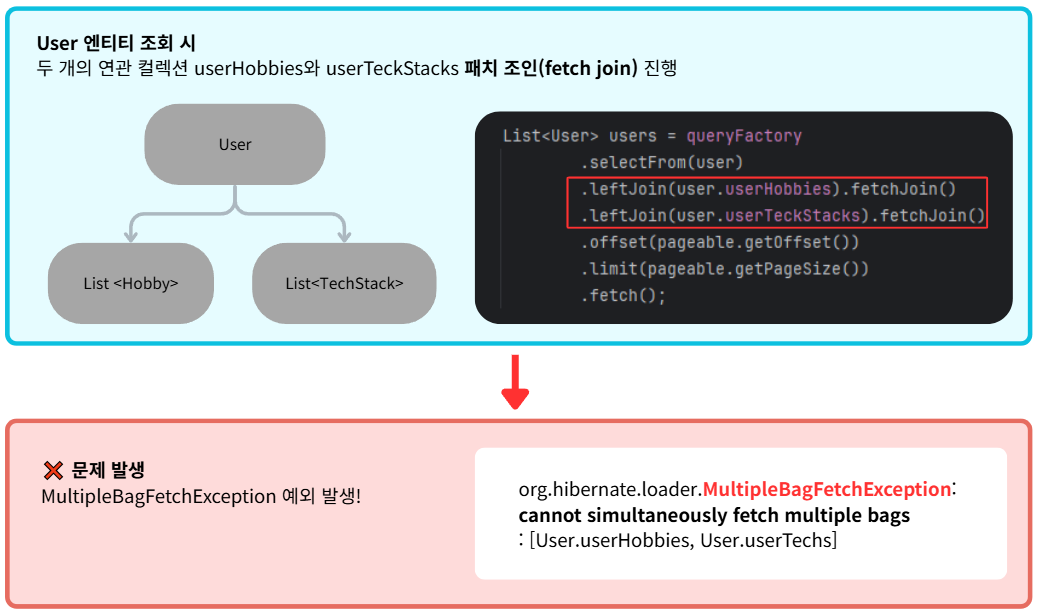 User 엔티티 조회 시
두 개의 연관 컬렉션 userHobbies와 userTeckStacks 패치 조인(fetch join) 진행
User
List <Hobby>
List<TechStack>
List<User> users = queryFactory
.selectFrom(user)
.leftJoin(user.userHobbies).fetchJoin()
.leftJoin(user.userTeckStacks).fetchJoin()
.offset(pageable.getOffset())
.limit(pageable.getPageSize())
.fetch();
❌ 문제 발생
MultipleBagFetchException 예외 발생!
org.hibernate.loader.MultipleBagFetchException:
cannot simultaneously fetch multiple bags
: [User.userHobbies, User.userTechs]